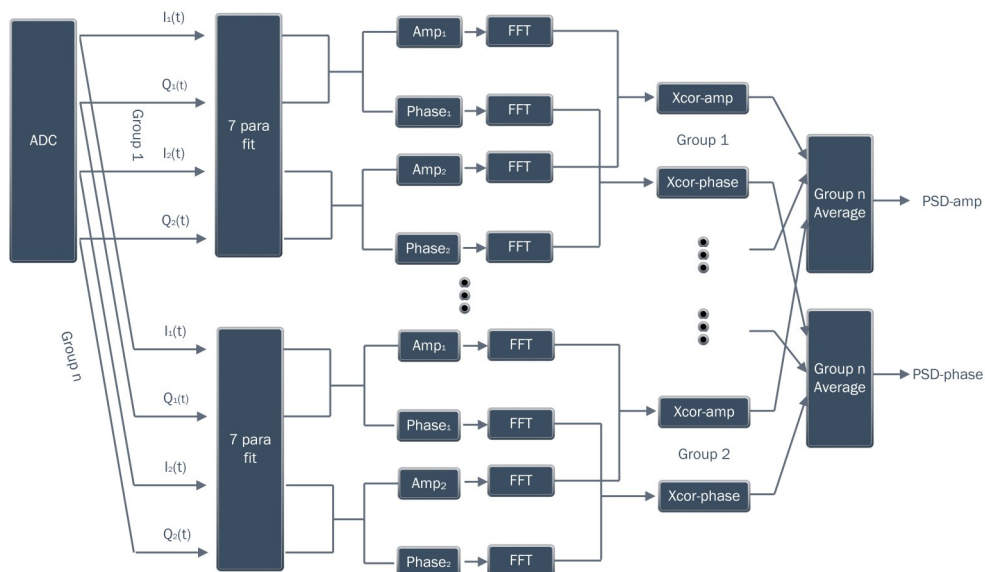 ADC
I₁(t)
Q₁(t)
I₂(t)
Q₂(t)
Group 1
7 para
fit
Amp₁
FFT
Phase₁
FFT
Amp₂
FFT
Phase₂
FFT
Xcor-amp
Group 1
Xcor-phase
Group n
Average
PSD-amp
Group n
I₁(t)
Q₁(t)
I₂(t)
Q₂(t)
7 para
fit
Amp₁
FFT
Phase₁
FFT
Amp₂
FFT
Phase₂
FFT
Xcor-amp
Group 2
Xcor-phase
Group n
Average
PSD-phase